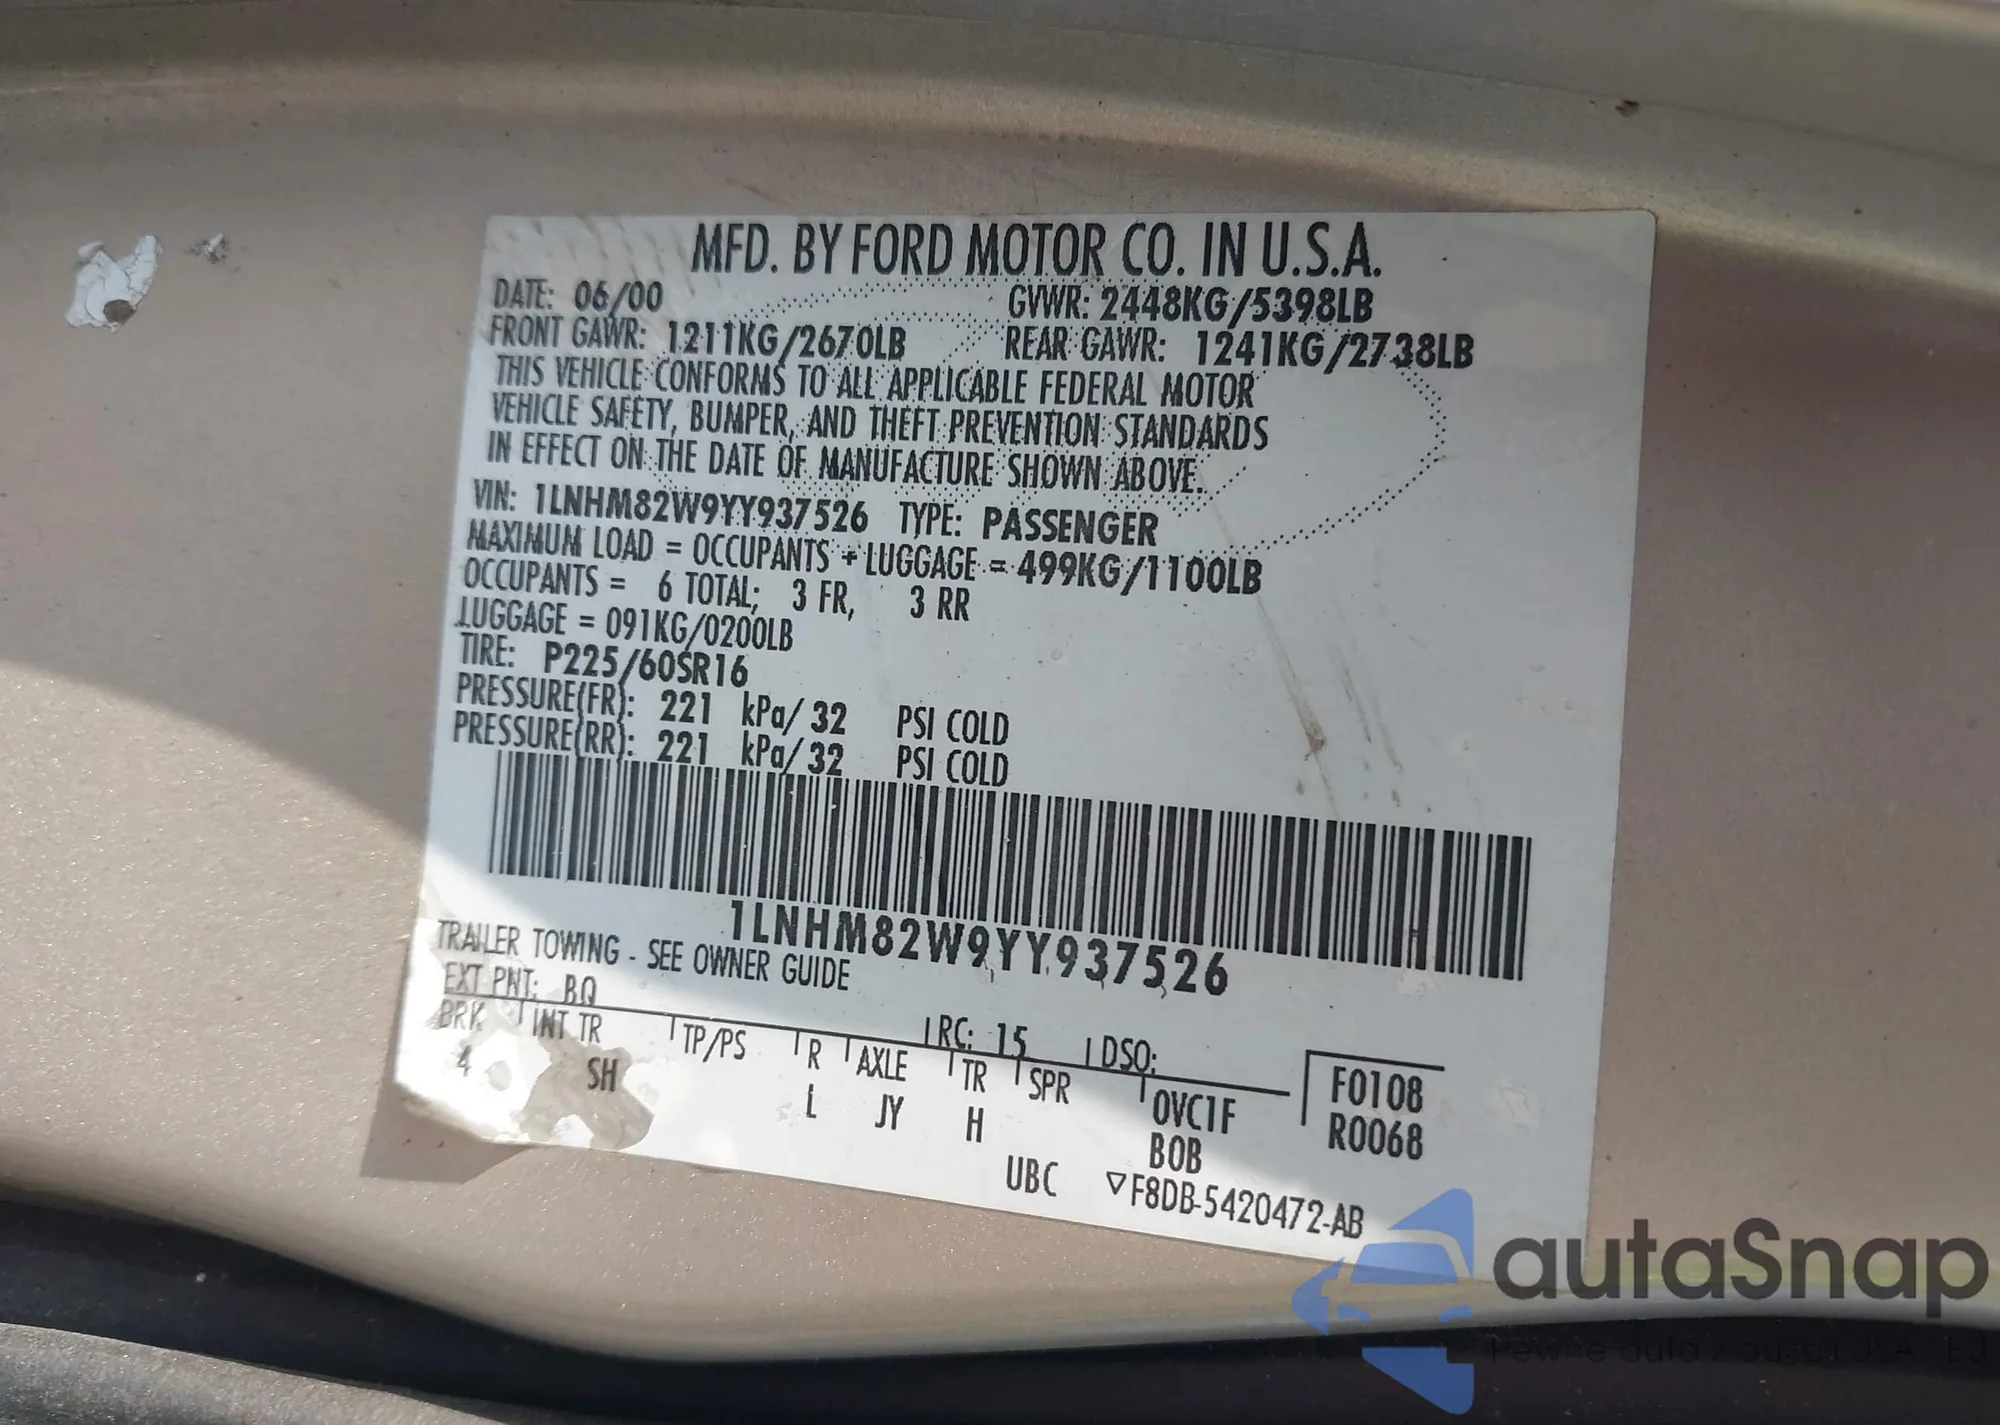 MFD. BY FORD MOTOR CO. IN U.S.A.
DATE: 06/00 GVWR: 2448KG/5398LB
FRONT GAWR: 1211KG/2670LB REAR GAWR: 1241KG/2738LB
THIS VEHICLE CONFORMS TO ALL APPLICABLE FEDERAL MOTOR
VEHICLE SAFETY, BUMPER, AND THEFT PREVENTION STANDARDS
IN EFFECT ON THE DATE OF MANUFACTURE SHOWN ABOVE.
VIN: 1LNHM82W9YY937526 TYPE: PASSENGER
MAXIMUM LOAD = OCCUPANTS + LUGGAGE = 499KG/1100LB
OCCUPANTS = 6 TOTAL; 3 FR, 3 RR
LUGGAGE = 091KG/0200LB
TIRE: P225/60SR16
PRESSURE(FR): 221 kPa/ 32 PSI COLD
PRESSURE(RR): 221 kPa/ 32 PSI COLD
1LNHM82W9YY937526
TRAILER TOWING - SEE OWNER GUIDE
EXT PNT: BQ RC: 15 DSO:
BRK INT TR TP/PS R AXLE TR SPR OVC1F
4 SH L JY H BOB
F0108
R0068
UBC ▽F8DB-5420472-AB
autaSnap